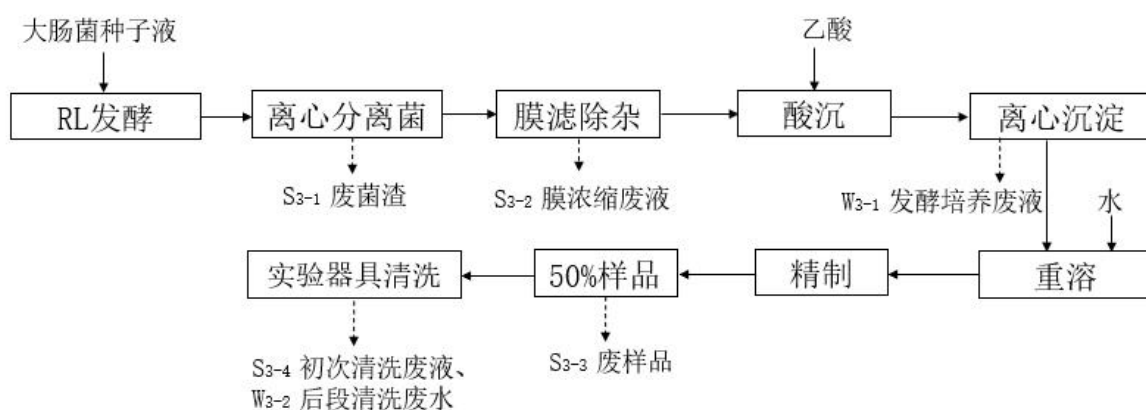 大肠菌种子液
乙酸
RL发酵
离心分离菌
膜滤除杂
酸沉
离心沉淀
S3-1 废菌渣
S3-2 膜浓缩废液
W3-1 发酵培养废液
水
实验器具清洗
50%样品
精制
重溶
S3-4 初次清洗废液、
W3-2 后段清洗废水
S3-3 废样品